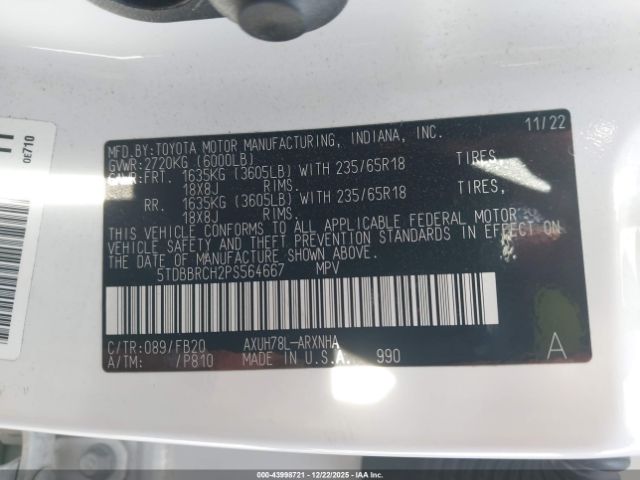 MFD.BY:TOYOTA MOTOR MANUFACTURING, INDIANA, INC. 11/22
GVWR:2720KG (6000LB)
GAWR:FRT. 1635KG (3605LB) WITH 235/65R18 TIRES,
18X8J RIMS.
RR. 1635KG (3605LB) WITH 235/65R18 TIRES,
18X8J RIMS.
THIS VEHICLE CONFORMS TO ALL APPLICABLE FEDERAL MOTOR
VEHICLE SAFETY AND THEFT PREVENTION STANDARDS IN EFFECT ON
THE DATE OF MANUFACTURE SHOWN ABOVE.
5TDBBRCH2PS564667 MPV
C/TR:089/FB20 AXUH78L-ARXNHA
A/TM: /P810 MADE IN U.S.A. 990 A
0E710
000-43998721 - 12/22/2025 - IAAI.COM